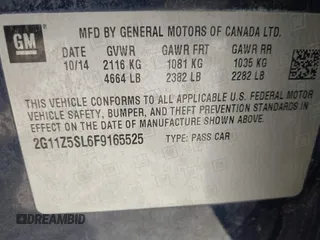 GM
MFD BY GENERAL MOTORS OF CANADA LTD.
DATE GVWR GAWR FRT GAWR RR
10/14 2116 KG 1081 KG 1035 KG
4664 LB 2382 LB 2282 LB
THIS VEHICLE CONFORMS TO ALL APPLICABLE U.S. FEDERAL MOTOR
VEHICLE SAFETY, BUMPER, AND THEFT PREVENTION STANDARDS
IN EFFECT ON THE DATE OF MANUFACTURE SHOWN ABOVE.
2G11Z5SL6F9165525 TYPE: PASS CAR
DREAMBID